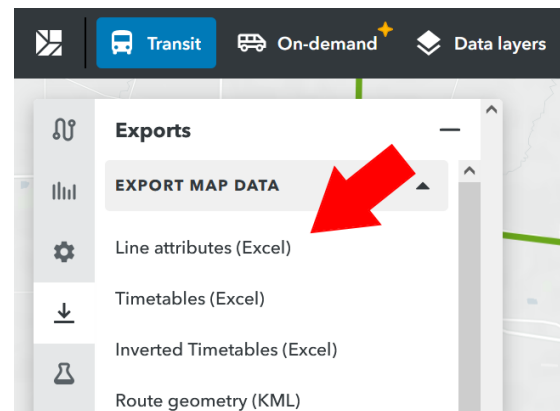 Transit On-demand Data layers
Exports
EXPORT MAP DATA
Line attributes (Excel)
Timetables (Excel)
Inverted Timetables (Excel)
Route geometry (KML)